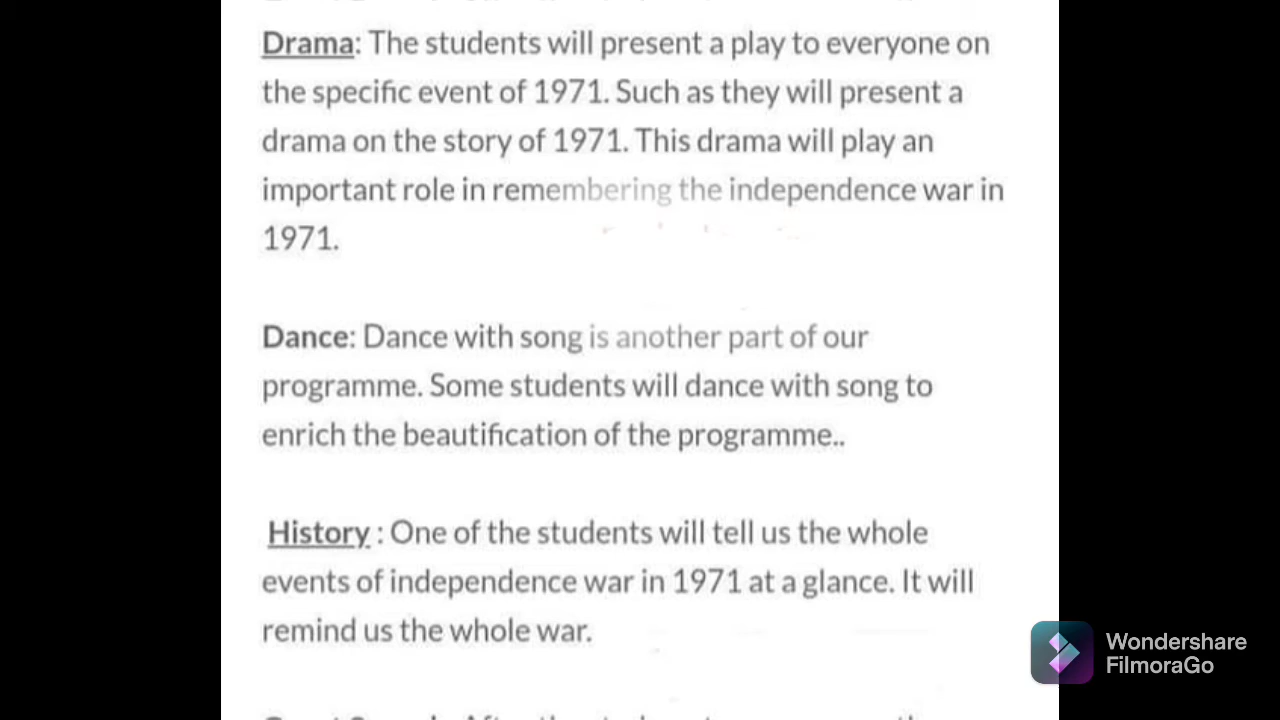 Drama: The students will present a play to everyone on
the specific event of 1971. Such as they will present a
drama on the story of 1971. This drama will play an
important role in remembering the independence war in
1971.
Dance: Dance with song is another part of our
programme. Some students will dance with song to
enrich the beautification of the programme..
History : One of the students will tell us the whole
events of independence war in 1971 at a glance. It will
remind us the whole war.
Wondershare
FilmoraGo